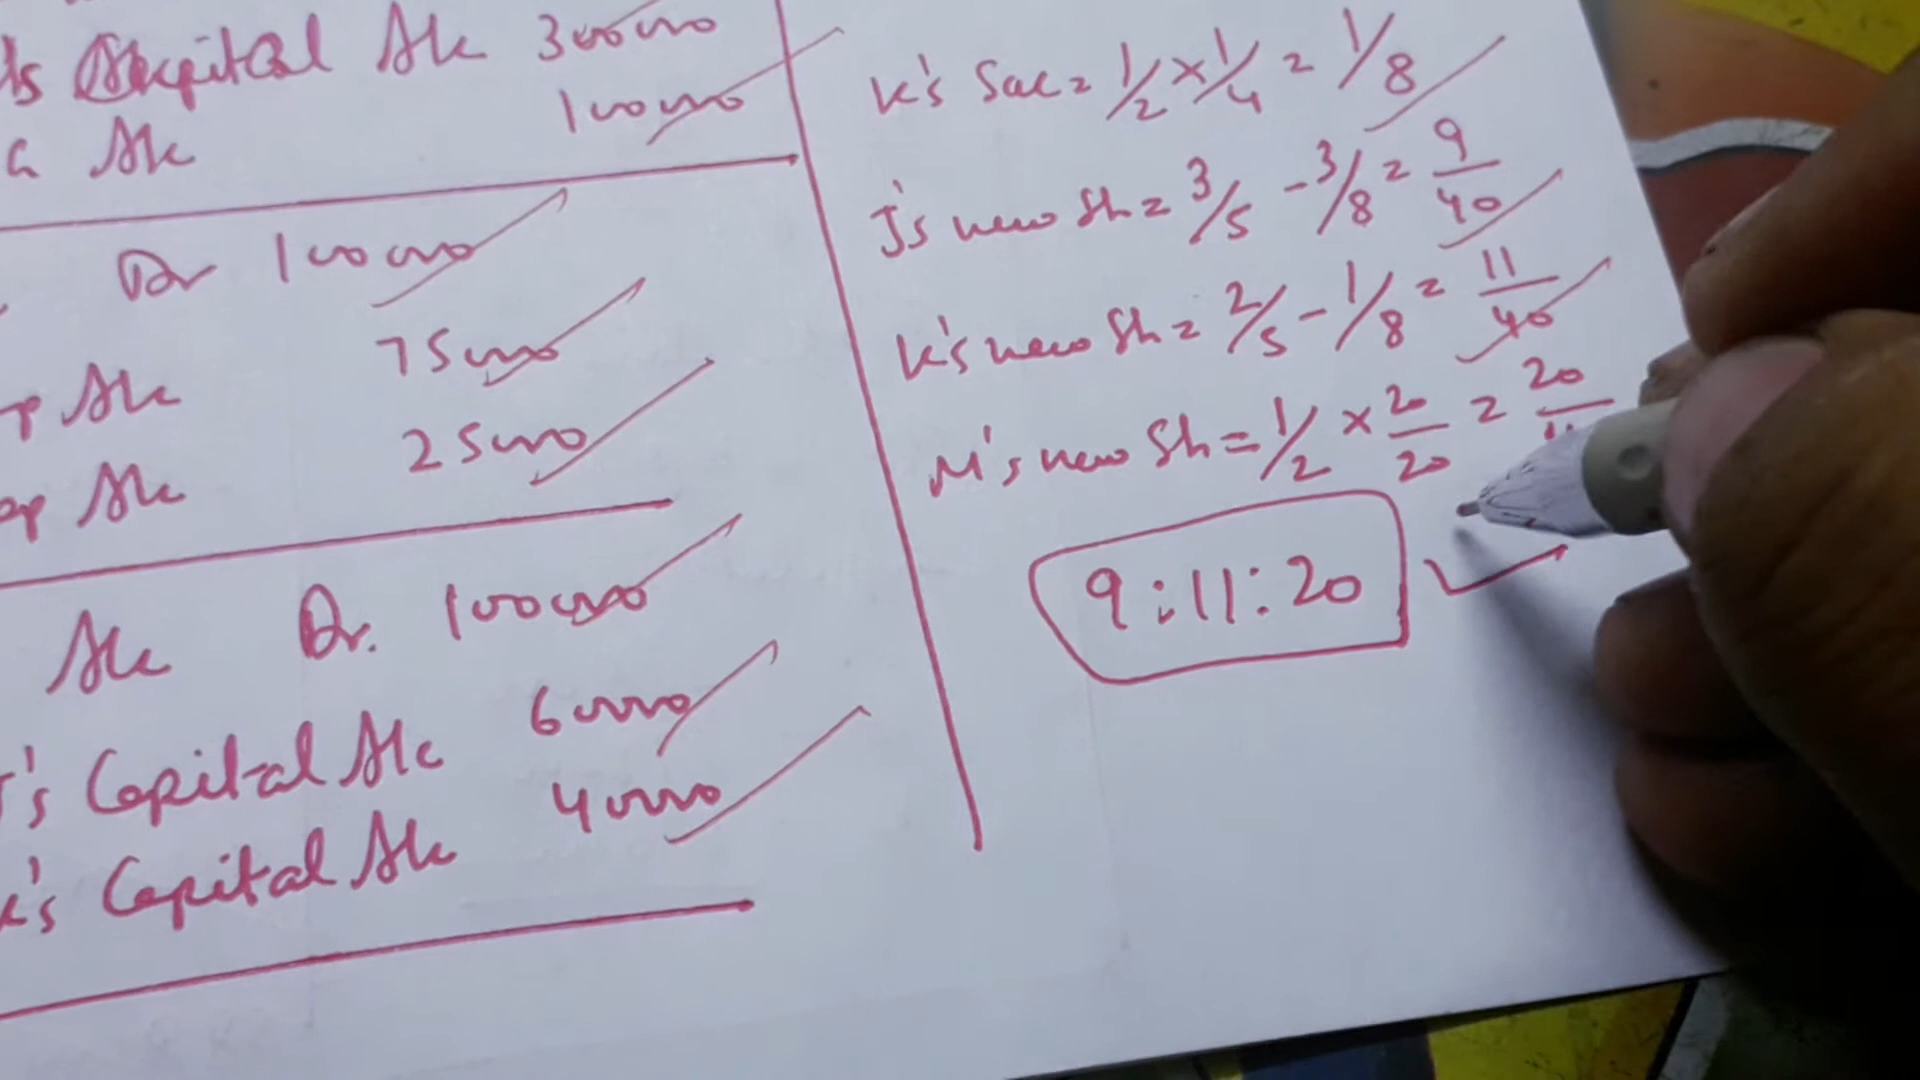 's Capital A/c 300000
G A/c 100000
Dr 100000
75000
A/c
25000
A/c
A/c Dr. 100000
J's Capital A/c 60000
K's Capital A/c 40000
K's Sac = 1/2 × 1/4 = 1/8
J's new Sh = 3/5 - 3/8 = 9/40
K's new Sh = 2/5 - 1/8 = 11/40
M's new Sh = 1/2 × 20/20 = 20/
9:11:20